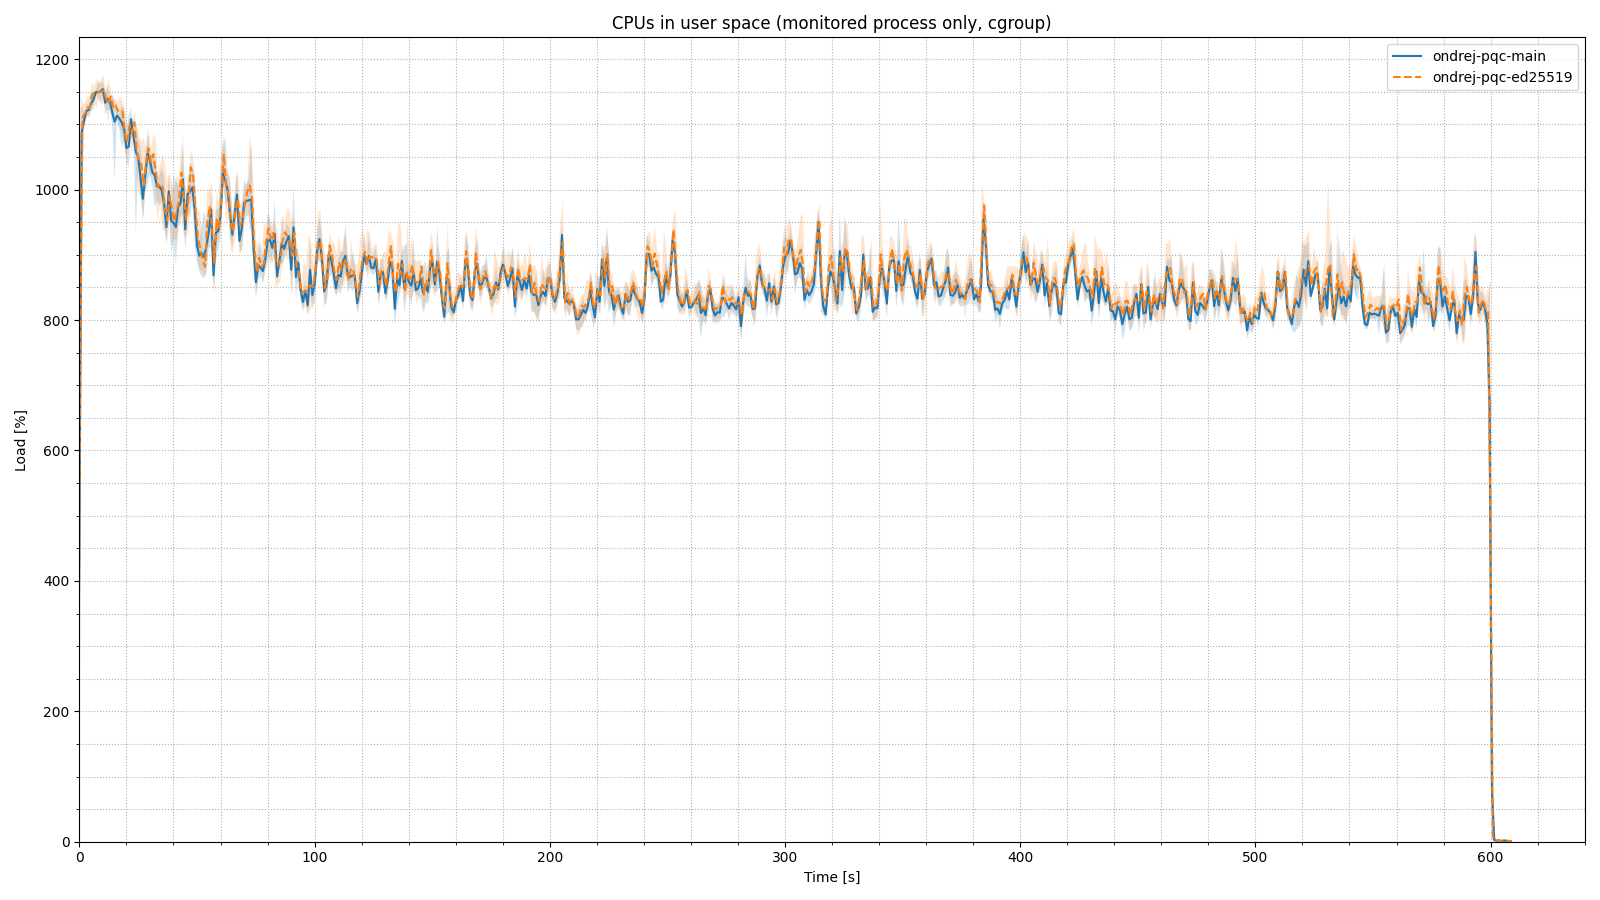 CPUs in user space (monitored process only, cgroup)
ondrej-pqc-main
ondrej-pqc-ed25519
1200
1000
800
600
400
200
0
Load [%]
0 100 200 300 400 500 600
Time [s]